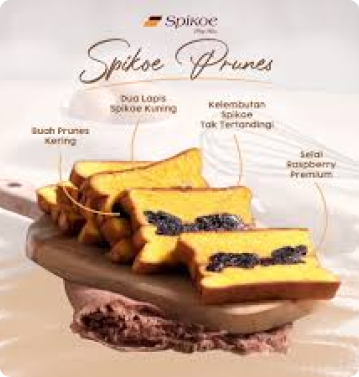 Spikoe
Spikoe Prunes
Dua Lapis
Spikoe Kuning
Kelembutan
Spikoe
Tak Tertandingi
Buah Prunes
Kering
Selai
Raspberry
Premium